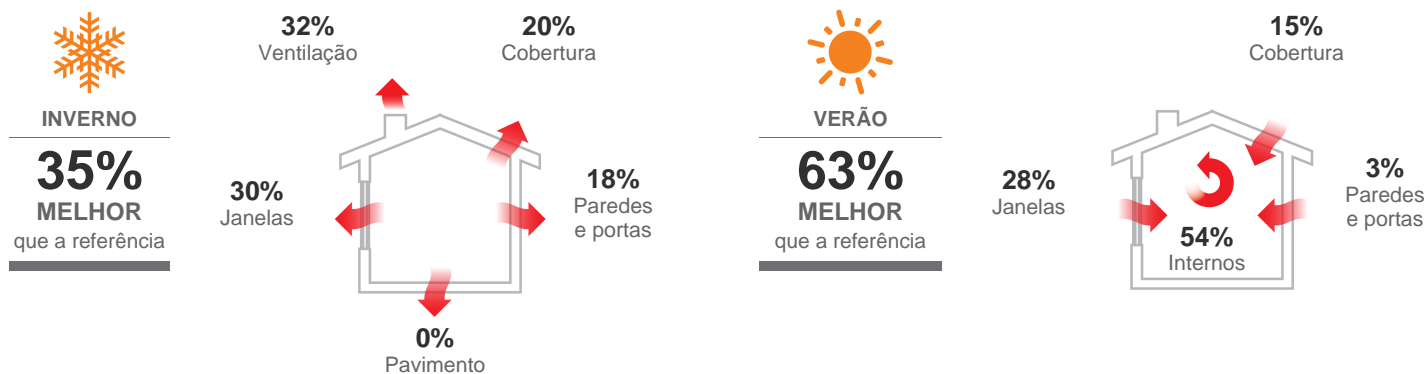 INVERNO
35%
MELHOR
que a referência
32%
Ventilação
20%
Cobertura
30%
Janelas
18%
Paredes
e portas
0%
Pavimento
VERÃO
63%
MELHOR
que a referência
15%
Cobertura
28%
Janelas
3%
Paredes
e portas
54%
Internos